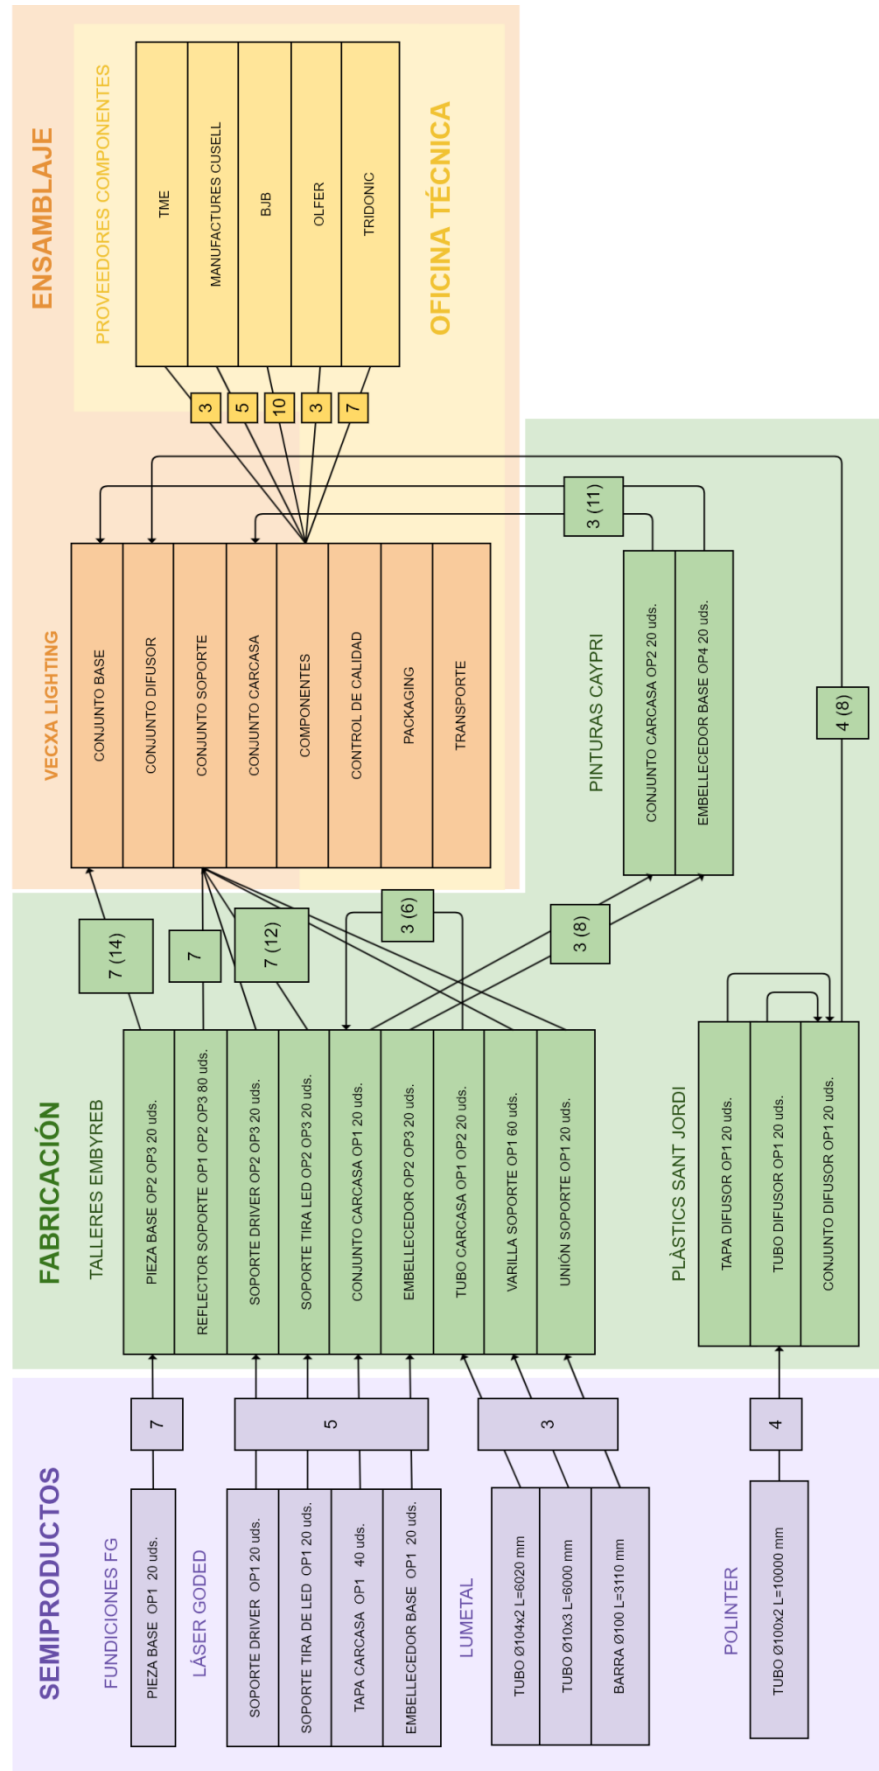 SEMIPRODUCTOS
FUNDICIONES FG
PIEZA BASE OP1 20 uds.
7
LÁSER GODED
SOPORTE DRIVER OP1 20 uds.
SOPORTE TIRA DE LED OP1 20 uds.
TAPA CARCASA OP1 40 uds.
EMBELLECEDOR BASE OP1 20 uds.
5
LUMETAL
TUBO Ø104x2 L=6020 mm
TUBO Ø10x3 L=6000 mm
BARRA Ø100 L=3110 mm
3
POLINTER
TUBO Ø100x2 L=10000 mm
4
FABRICACIÓN
TALLERES EMBYREB
PIEZA BASE OP2 OP3 20 uds.
REFLECTOR SOPORTE OP1 OP2 OP3 80 uds.
SOPORTE DRIVER OP2 OP3 20 uds.
SOPORTE TIRA LED OP2 OP3 20 uds.
CONJUNTO CARCASA OP1 20 uds.
EMBELLECEDOR OP2 OP3 20 uds.
TUBO CARCASA OP1 OP2 20 uds.
VARILLA SOPORTE OP1 60 uds.
UNIÓN SOPORTE OP1 20 uds.
PLÀSTICS SANT JORDI
TAPA DIFUSOR OP1 20 uds.
TUBO DIFUSOR OP1 20 uds.
CONJUNTO DIFUSOR OP1 20 uds.
7 (14)
7
7 (12)
3 (6)
3 (8)
PINTURAS CAYPRI
CONJUNTO CARCASA OP2 20 uds.
EMBELLECEDOR BASE OP4 20 uds.
4 (8)
3 (11)
ENSAMBLAJE
VECXA LIGHTING
CONJUNTO BASE
CONJUNTO DIFUSOR
CONJUNTO SOPORTE
CONJUNTO CARCASA
COMPONENTES
CONTROL DE CALIDAD
PACKAGING
TRANSPORTE
3
5
10
3
7
PROVEEDORES COMPONENTES
TME
MANUFACTURES CUSELL
BJB
OLFER
TRIDONIC
OFICINA TÉCNICA